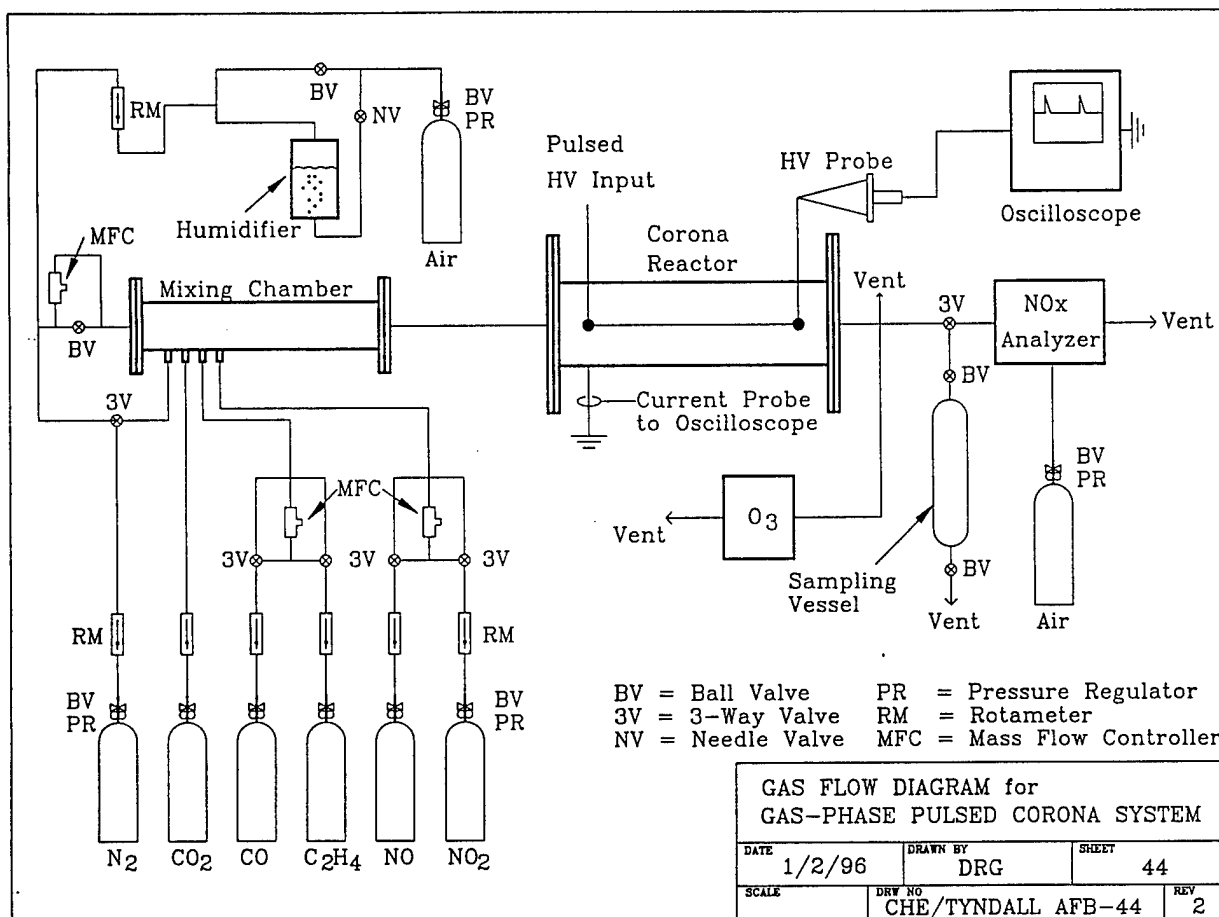 RM
BV
NV
BV
PR
Humidifier
Air
MFC
Mixing Chamber
BV
3V
Pulsed
HV Input
HV Probe
Oscilloscope
Corona
Reactor
Vent
3V
NOx
Analyzer
Vent
Current Probe
to Oscilloscope
BV
BV
PR
MFC
3V
3V
3V
Vent
O3
Sampling
Vessel
BV
Vent
Air
RM
RM
BV
PR
BV
PR
N2
CO2
CO
C2H4
NO
NO2
BV = Ball Valve PR = Pressure Regulator
3V = 3-Way Valve RM = Rotameter
NV = Needle Valve MFC = Mass Flow Controller
GAS FLOW DIAGRAM for
GAS-PHASE PULSED CORONA SYSTEM
DATE 1/2/96 DRAWN BY DRG SHEET 44
SCALE DRW NO CHE/TYNDALL AFB-44 REV 2